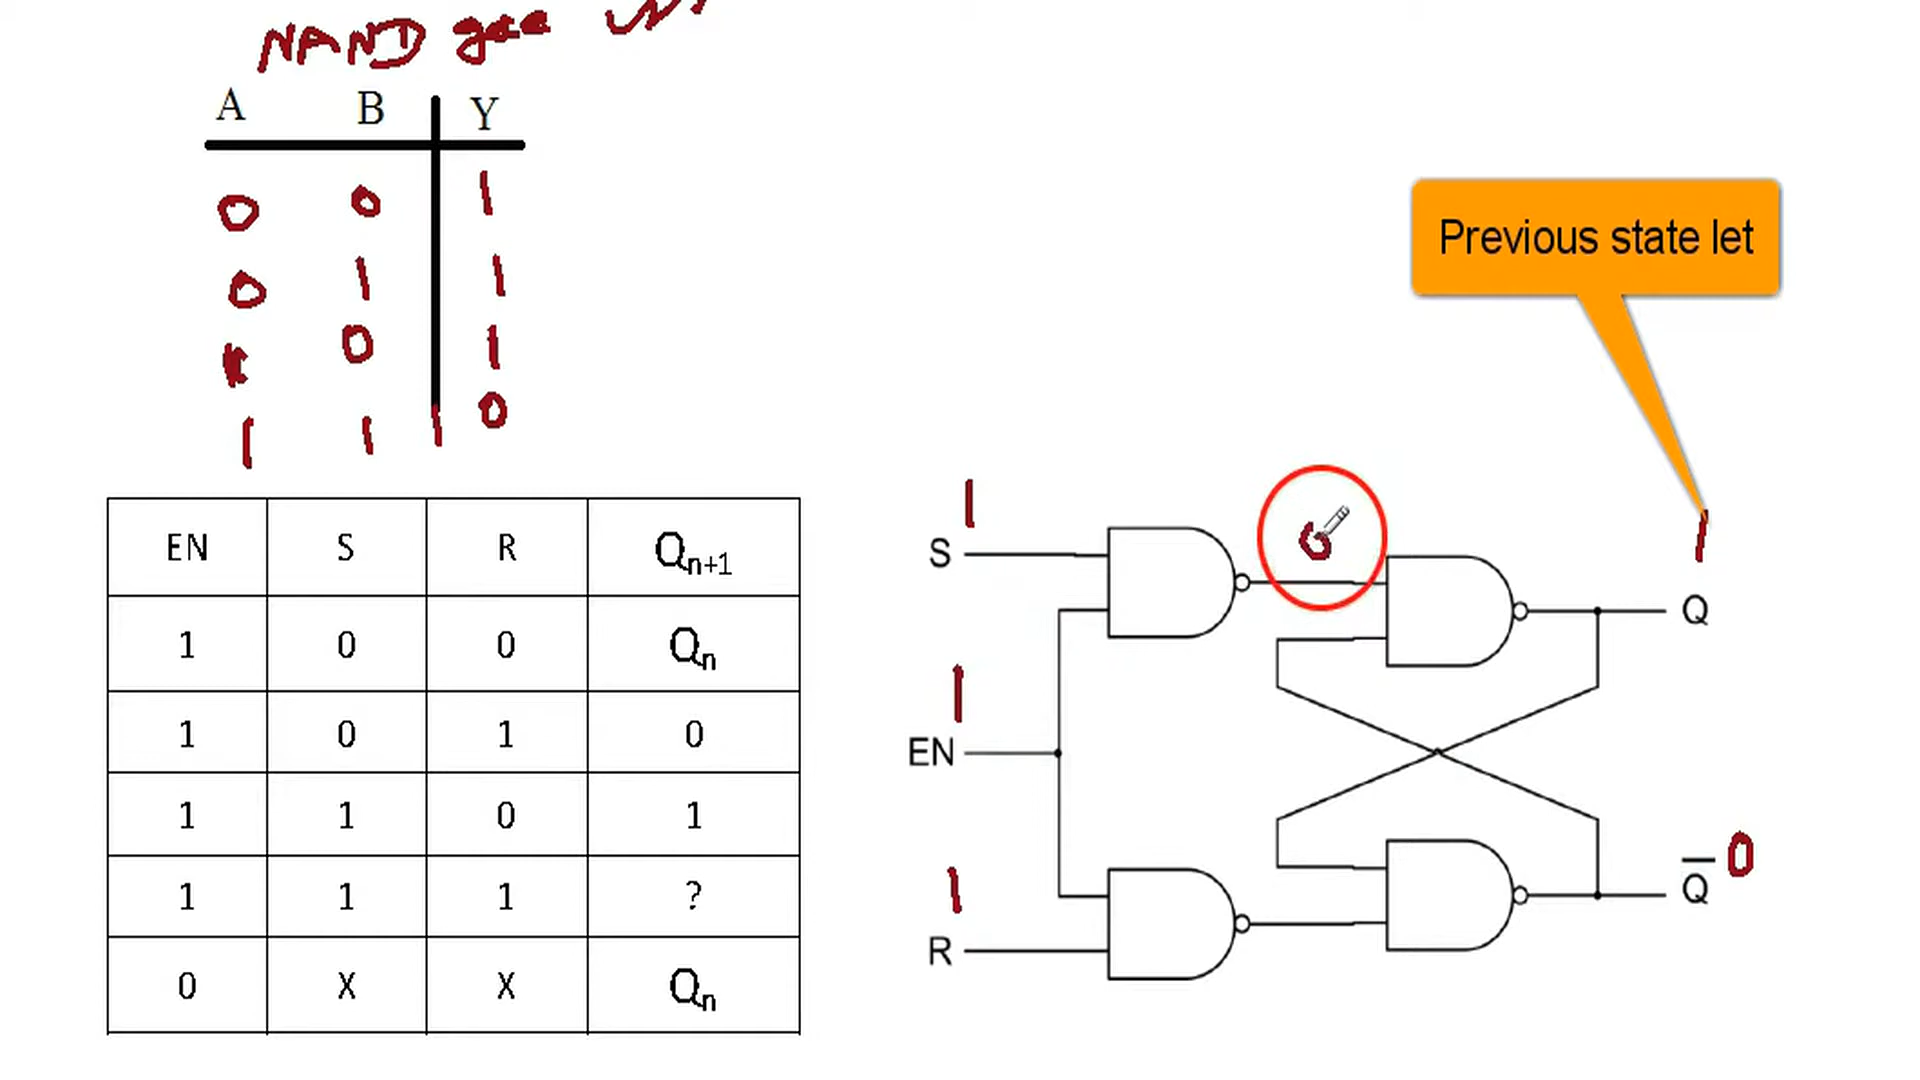 NAND
A B Y
0 0 1
0 1 1
1 0 1
1 1 0
EN S R Qn+1
1 0 0 Qn
1 0 1 0
1 1 0 1
1 1 1 ?
0 X X Qn
Previous state let
1
S
0
1
Q
1
EN
1
R
Q̅ 0